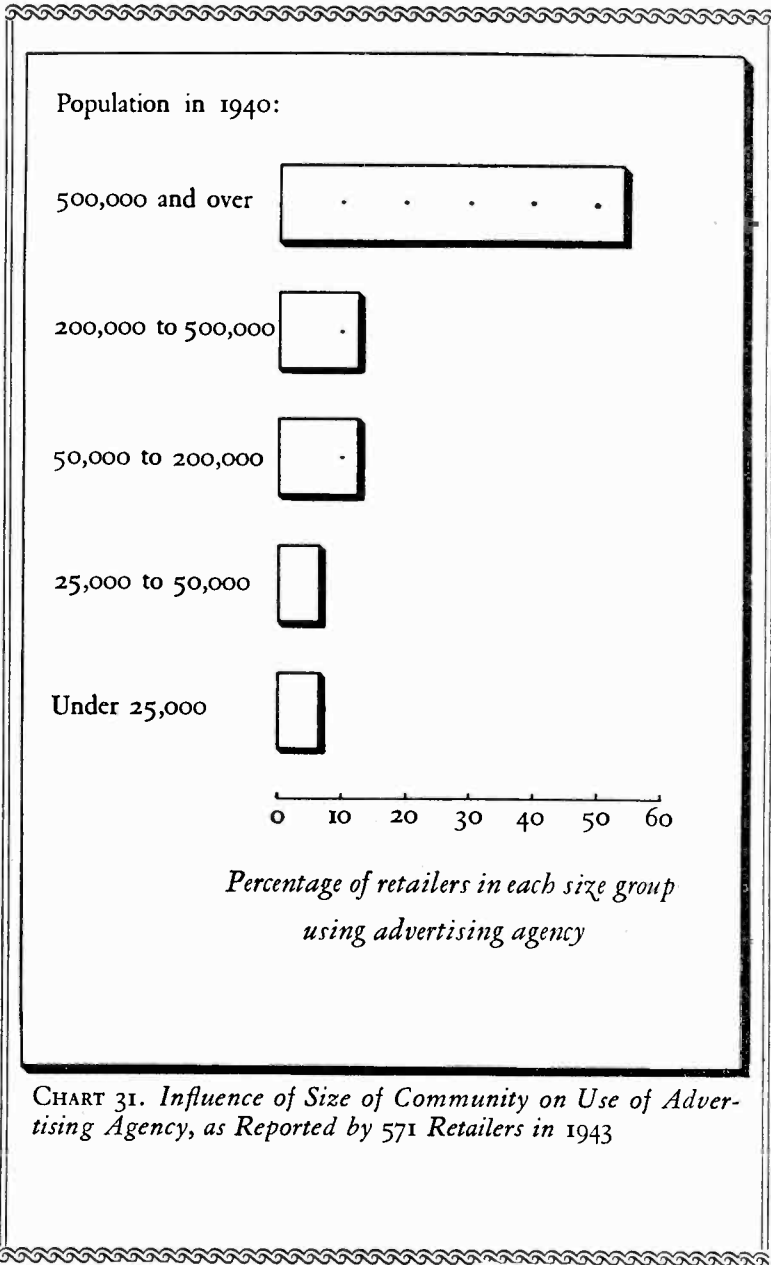 Population in 1940:
500,000 and over
200,000 to 500,000
50,000 to 200,000
25,000 to 50,000
Under 25,000
0 10 20 30 40 50 60
Percentage of retailers in each size group
using advertising agency
CHART 31. Influence of Size of Community on Use of Adver-
tising Agency, as Reported by 571 Retailers in 1943